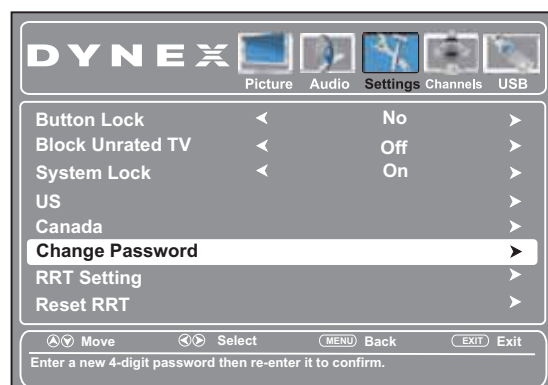 DYNEX
Picture Audio Settings Channels USB
Button Lock No
Block Unrated TV Off
System Lock On
US
Canada
Change Password
RRT Setting
Reset RRT
Move Select MENU Back EXIT Exit
Enter a new 4-digit password then re-enter it to confirm.